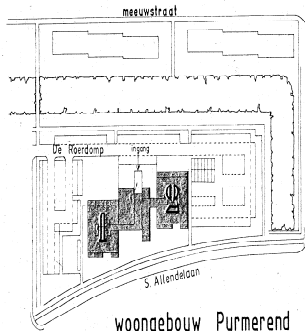 meeuwstraat
De Roerdomp
ingang
S. Allendelaan
woongebouw Purmerend